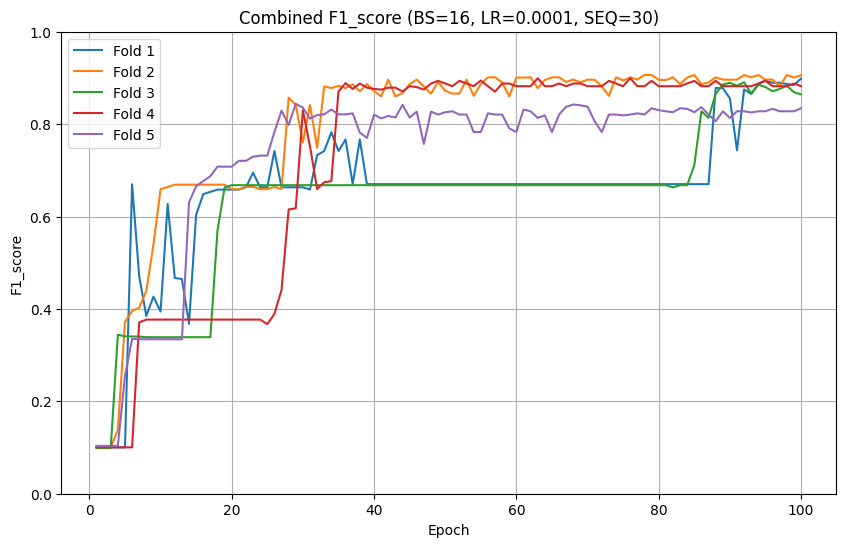 Combined F1_score (BS=16, LR=0.0001, SEQ=30)
Fold 1
Fold 2
Fold 3
Fold 4
Fold 5
F1_score
1.0
0.8
0.6
0.4
0.2
0.0
0 20 40 60 80 100
Epoch